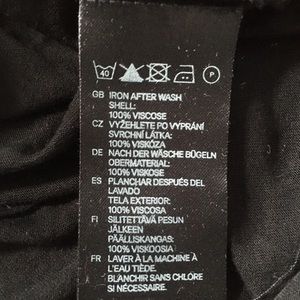 40 P
GB IRON AFTER WASH
SHELL:
100% VISCOSE
CZ VYŽEHLETE PO VYPRÁNÍ
SVRCHNÍ LÁTKA:
100% VISKÓZA
DE NACH DER WÄSCHE BÜGELN
OBERMATERIAL:
100% VISKOSE
ES PLANCHAR DESPUÉS DEL
LAVADO
TELA EXTERIOR:
100% VISCOSA
FI SILITETTÄVÄ PESUN
JÄLKEEN
PÄÄLLISKANGAS:
100% VISKOOSIA
FR LAVER À LA MACHINE À
L'EAU TIÈDE.
BLANCHIR SANS CHLORE
SI NÉCESSAIRE.